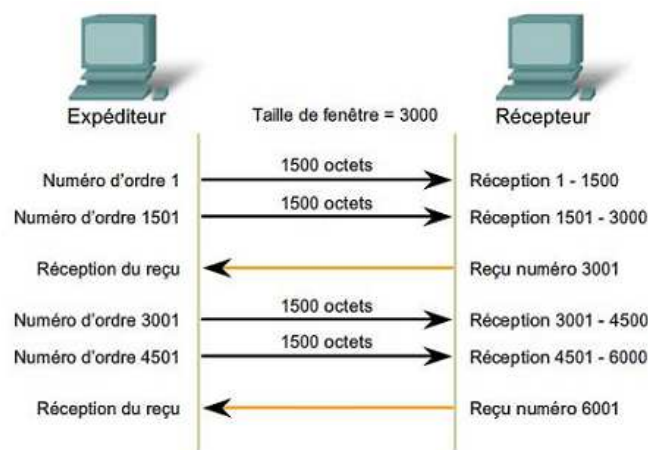 Expéditeur Taille de fenêtre = 3000 Récepteur
1500 octets
Numéro d'ordre 1 Réception 1 - 1500
1500 octets
Numéro d'ordre 1501 Réception 1501 - 3000
Réception du reçu Reçu numéro 3001
1500 octets
Numéro d'ordre 3001 Réception 3001 - 4500
1500 octets
Numéro d'ordre 4501 Réception 4501 - 6000
Réception du reçu Reçu numéro 6001